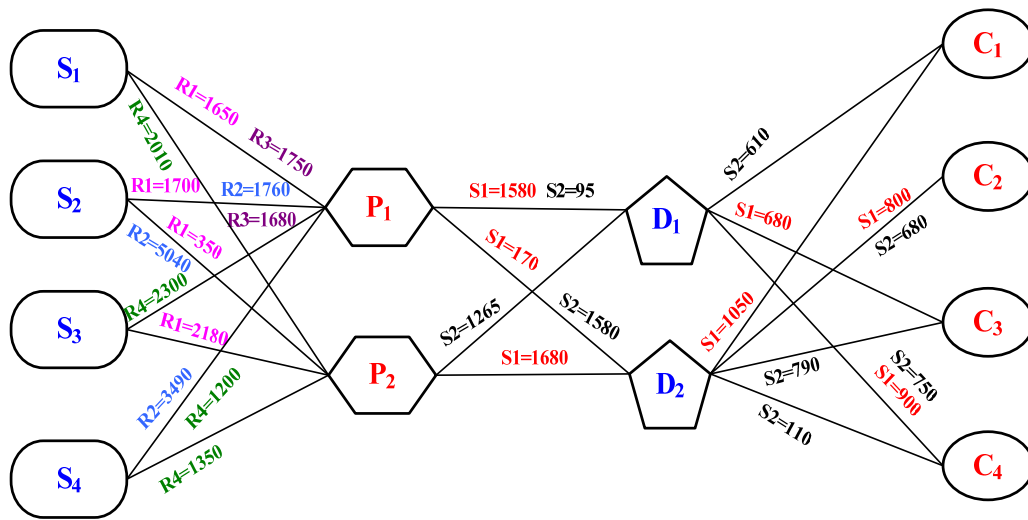 S1
S2
S3
S4
R1=1650
R3=1750
R4=2010
R1=1700
R2=1760
R3=1680
R1=350
R2=5040
R4=2300
R1=2180
R2=3490
R4=1200
R4=1350
P1
P2
S1=1580 S2=95
S1=170
S2=1265
S2=1580
S1=1680
D1
D2
S2=610
S1=680
S1=800
S2=680
S1=1050
S2=790
S2=750
S1=900
S2=110
C1
C2
C3
C4